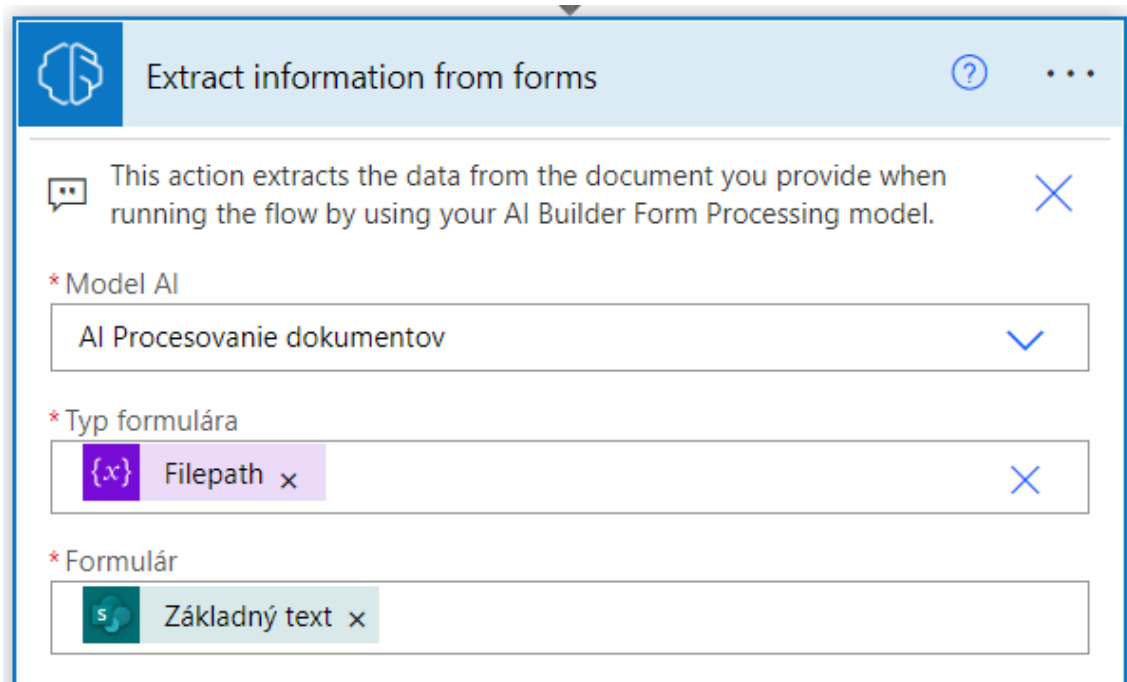 Extract information from forms
This action extracts the data from the document you provide when
running the flow by using your AI Builder Form Processing model.
* Model AI
AI Procesovanie dokumentov
* Typ formulára
{x} Filepath ×
* Formulár
S Základný text ×